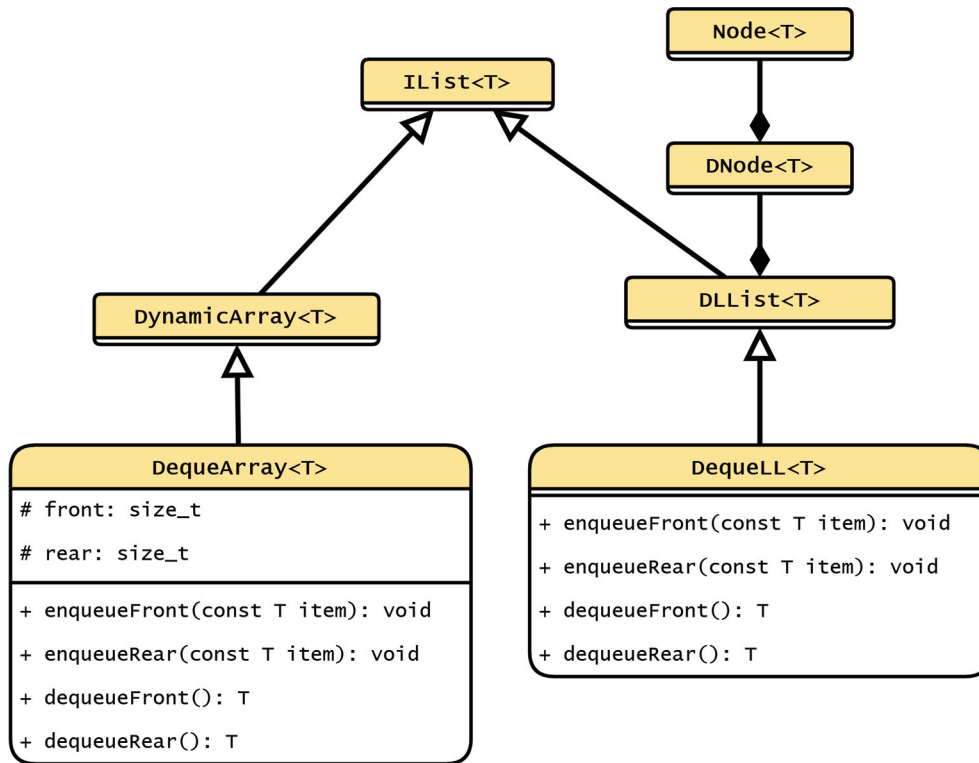 Node<T>
IList<T>
DNode<T>
DynamicArray<T>
DLList<T>
DequeArray<T>
# front: size_t
# rear: size_t
+ enqueueFront(const T item): void
+ enqueueRear(const T item): void
+ dequeueFront(): T
+ dequeueRear(): T
DequeLL<T>
+ enqueueFront(const T item): void
+ enqueueRear(const T item): void
+ dequeueFront(): T
+ dequeueRear(): T